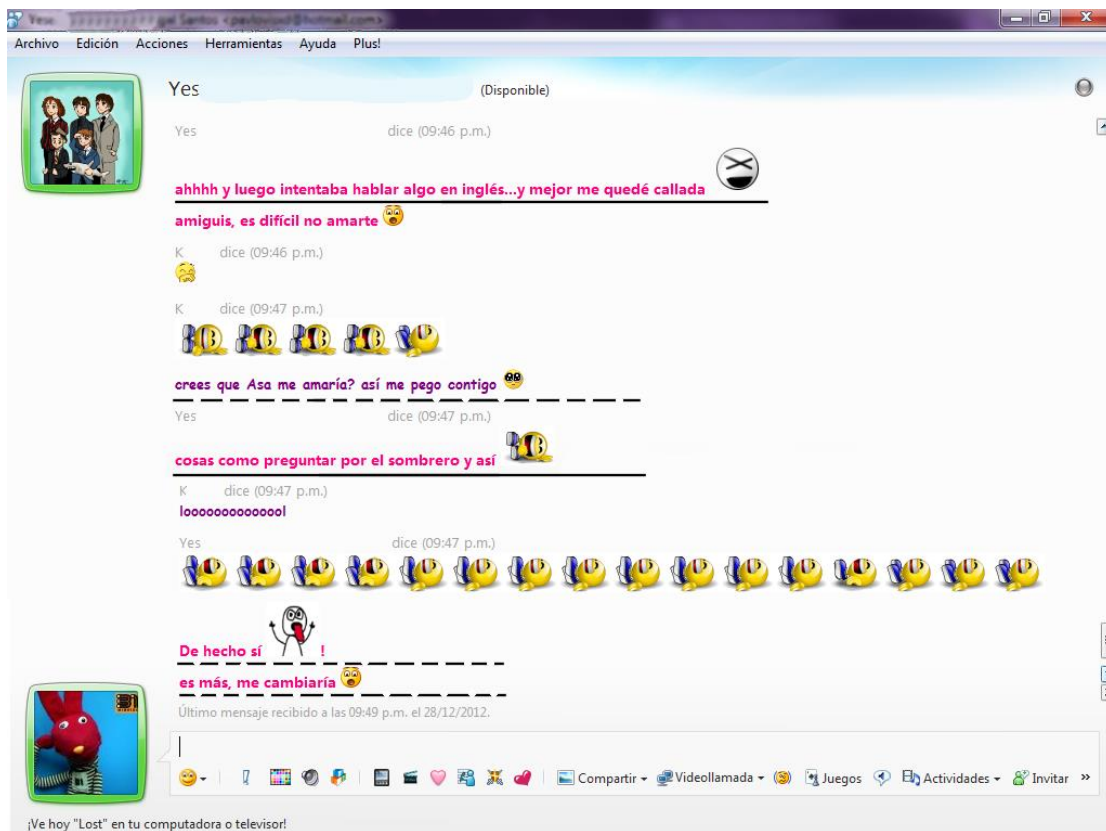 Archivo Edición Acciones Herramientas Ayuda Plus!
Yes (Disponible)
Yes dice (09:46 p.m.)
ahhhh y luego intentaba hablar algo en inglés...y mejor me quedé callada
amiguis, es difícil no amarte
K dice (09:46 p.m.)
K dice (09:47 p.m.)
crees que Asa me amaría? así me pego contigo
Yes dice (09:47 p.m.)
cosas como preguntar por el sombrero y así
K dice (09:47 p.m.)
looooooooooooool
Yes dice (09:47 p.m.)
De hecho sí !
es más, me cambiaría
31
Último mensaje recibido a las 09:49 p.m. el 28/12/2012.
Compartir Videollamada Juegos Actividades Invitar »
¡Ve hoy "Lost" en tu computadora o televisor!